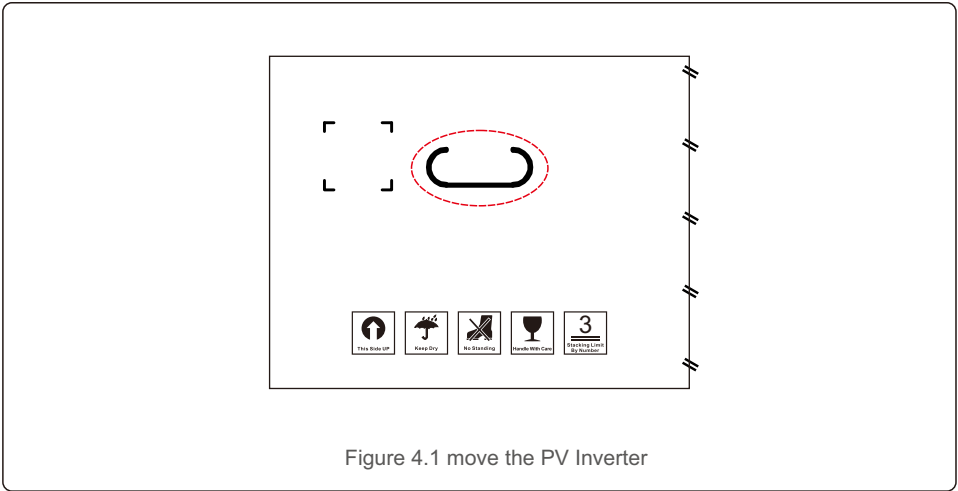 This Side UP
Keep Dry
No Standing
Handle With Care
3
Stacking Limit
By Number
Figure 4.1 move the PV Inverter